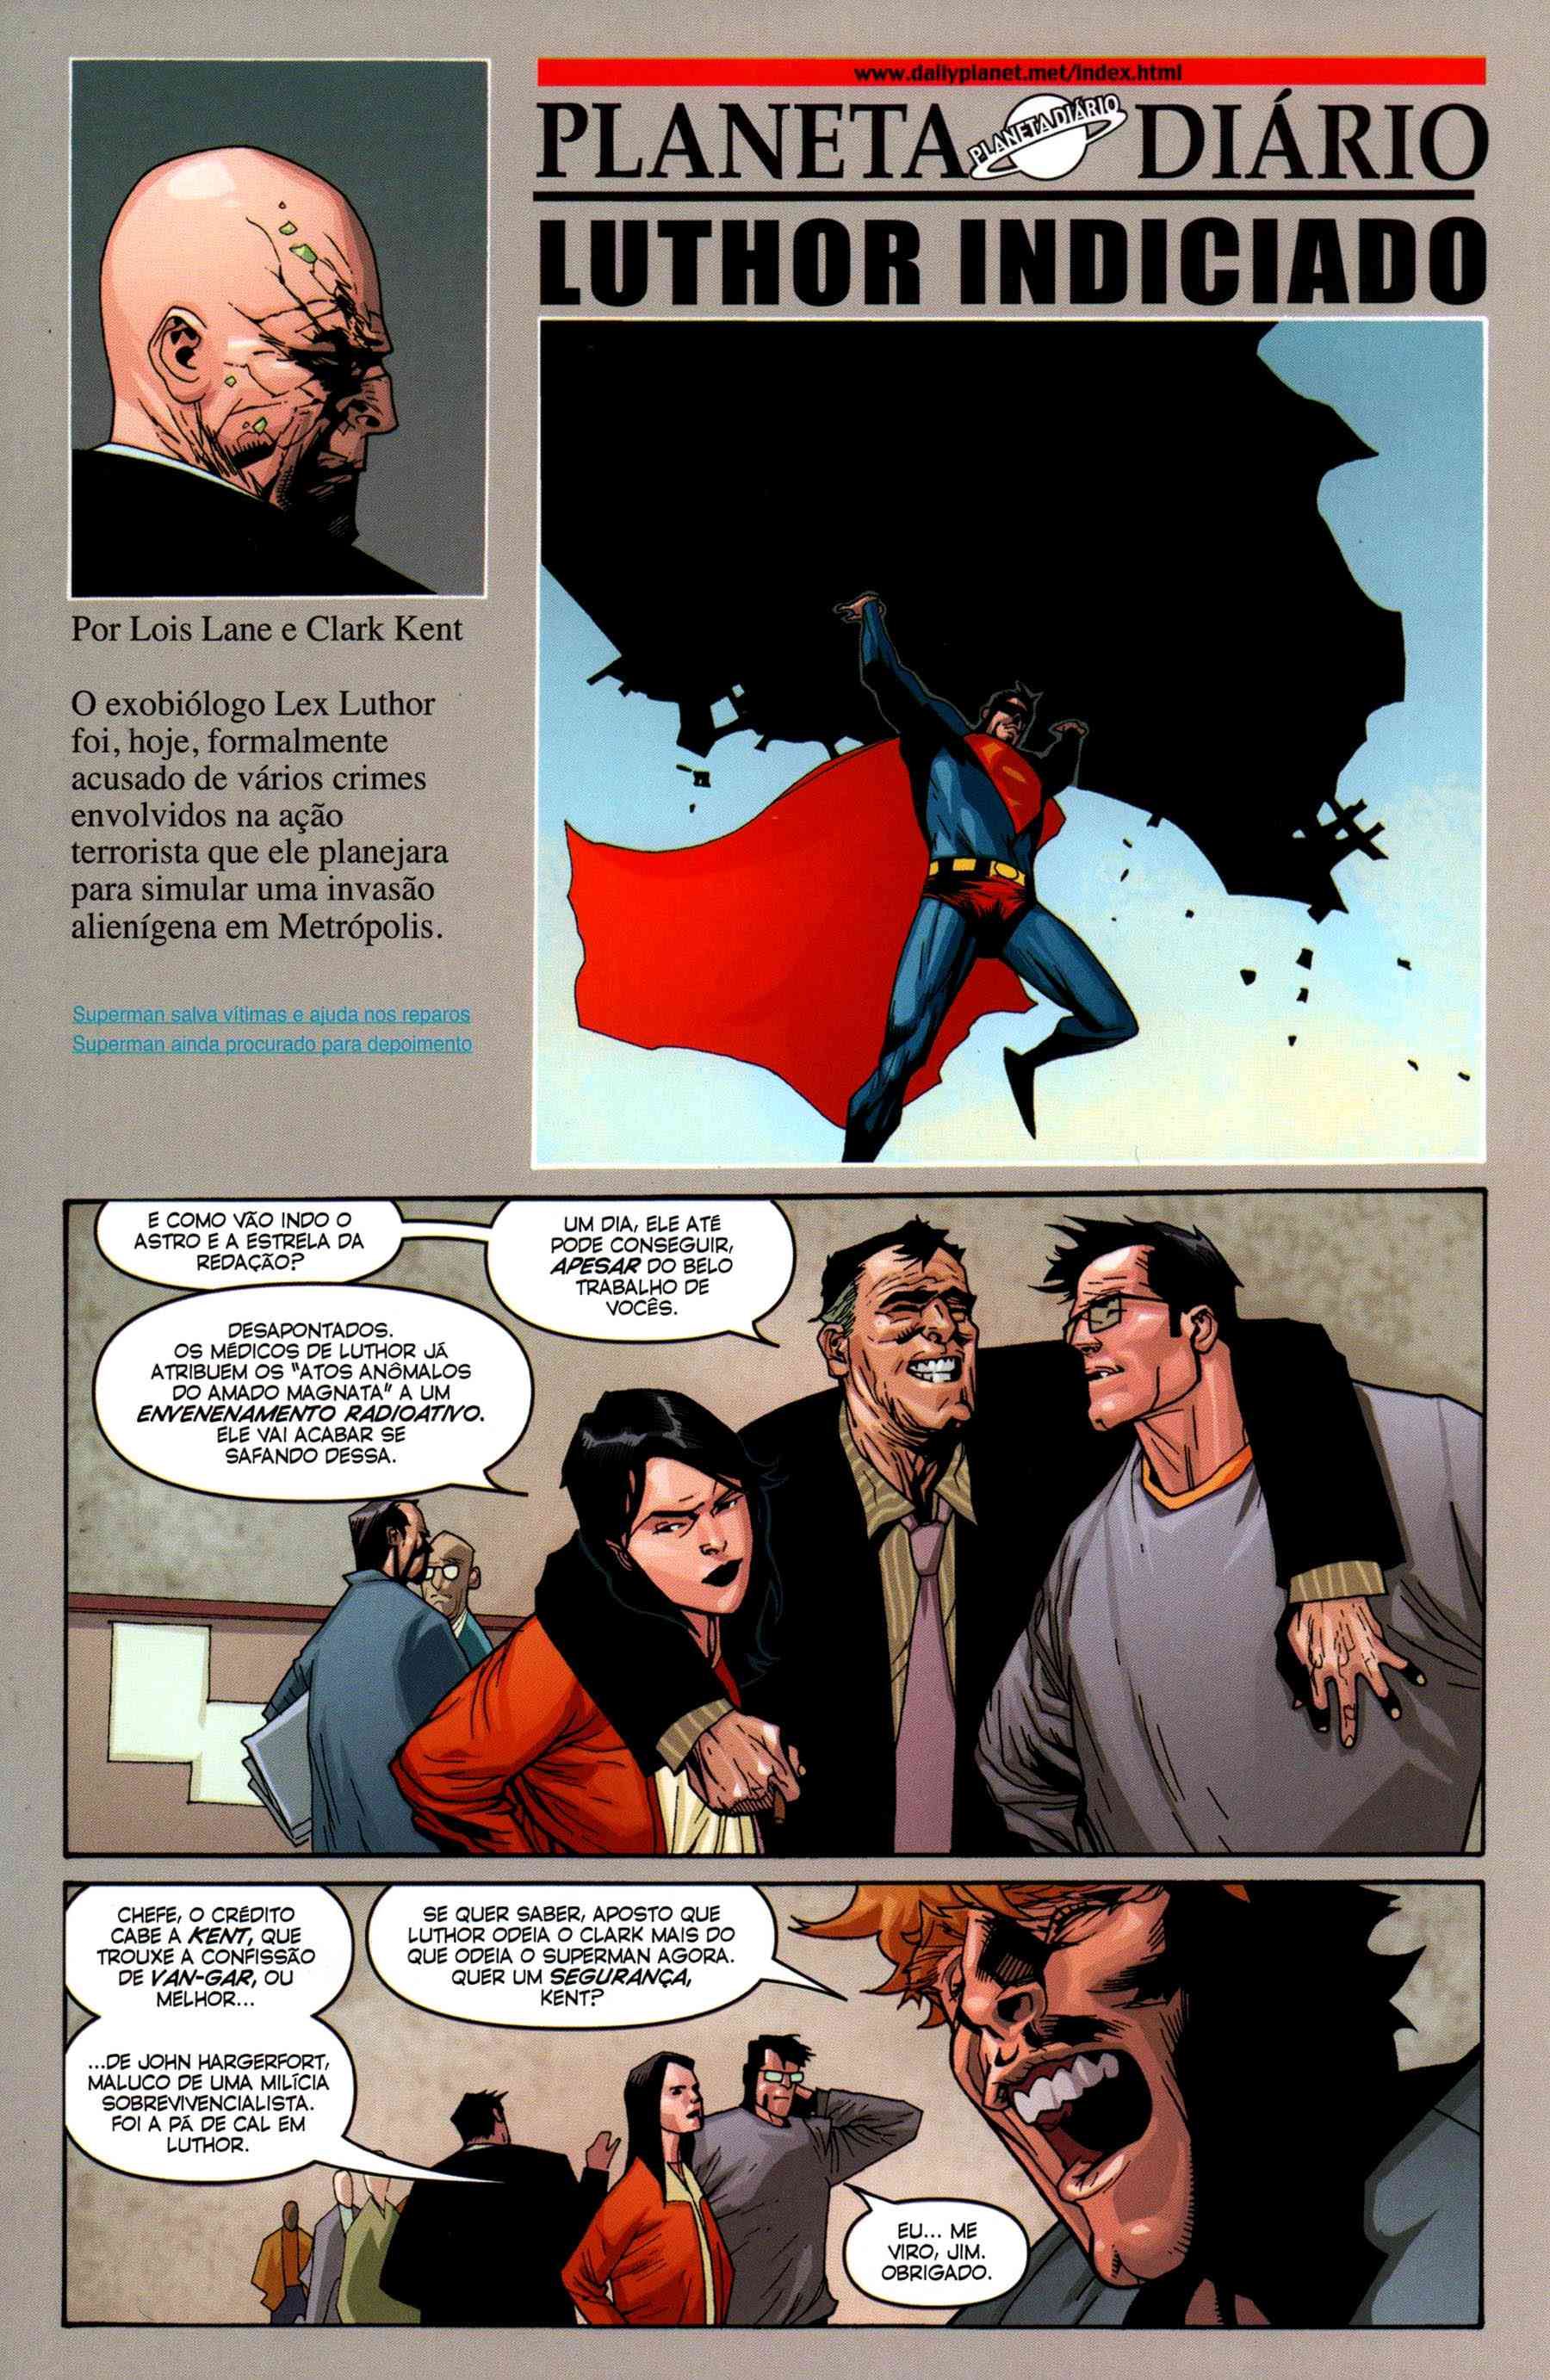 www.dailyplanet.met/index.html
PLANETA DIÁRIO
PLANETA DIÁRIO
LUTHOR INDICIADO
Por Lois Lane e Clark Kent
O exobiólogo Lex Luthor
foi, hoje, formalmente
acusado de vários crimes
envolvidos na ação
terrorista que ele planejara
para simular uma invasão
alienígena em Metrópolis.
Superman salva vítimas e ajuda nos reparos
Superman ainda procurado para depoimento
E COMO VÃO INDO O
ASTRO E A ESTRELA DA
REDAÇÃO?
DESAPONTADOS.
OS MÉDICOS DE LUTHOR JÁ
ATRIBUEM OS "ATOS ANÔMALOS
DO AMADO MAGNATA" A UM
ENVENENAMENTO RADIOATIVO.
ELE VAI ACABAR SE
SAFANDO DESSA.
UM DIA, ELE ATÉ
PODE CONSEGUIR,
APESAR DO BELO
TRABALHO DE
VOCÊS.
CHEFE, O CRÉDITO
CABE A KENT, QUE
TROUXE A CONFISSÃO
DE VAN-GAR, OU
MELHOR...
...DE JOHN HARGERFORT,
MALUCO DE UMA MILÍCIA
SOBREVIVENCIALISTA.
FOI A PÁ DE CAL EM
LUTHOR.
SE QUER SABER, APOSTO QUE
LUTHOR ODEIA O CLARK MAIS DO
QUE ODEIA O SUPERMAN AGORA.
QUER UM SEGURANÇA,
KENT?
EU... ME
VIRO, JIM.
OBRIGADO.